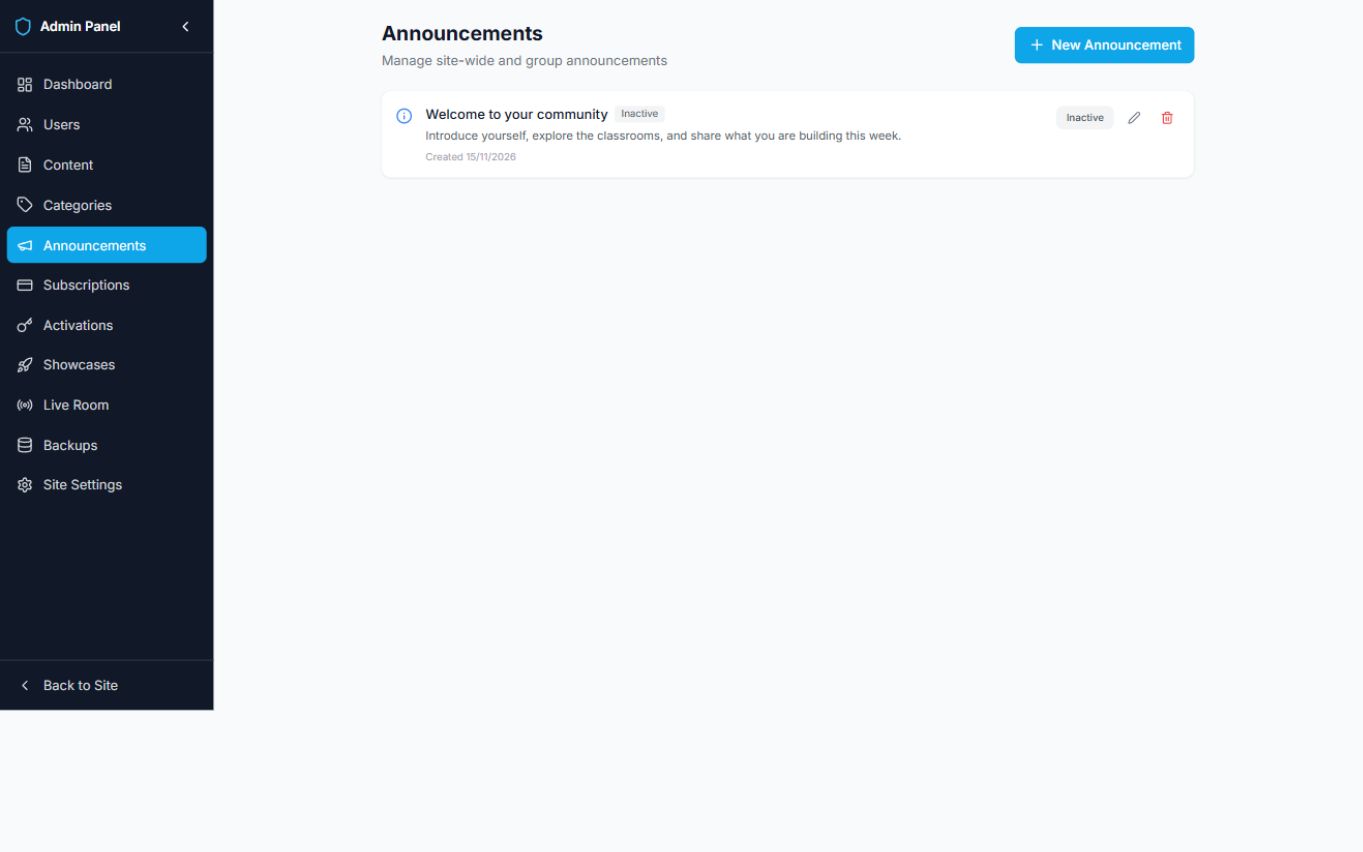 Admin Panel
Dashboard
Users
Content
Categories
Announcements
Subscriptions
Activations
Showcases
Live Room
Backups
Site Settings
Back to Site
Announcements
Manage site-wide and group announcements
New Announcement
Welcome to your community Inactive
Introduce yourself, explore the classrooms, and share what you are building this week.
Created 15/11/2026
Inactive